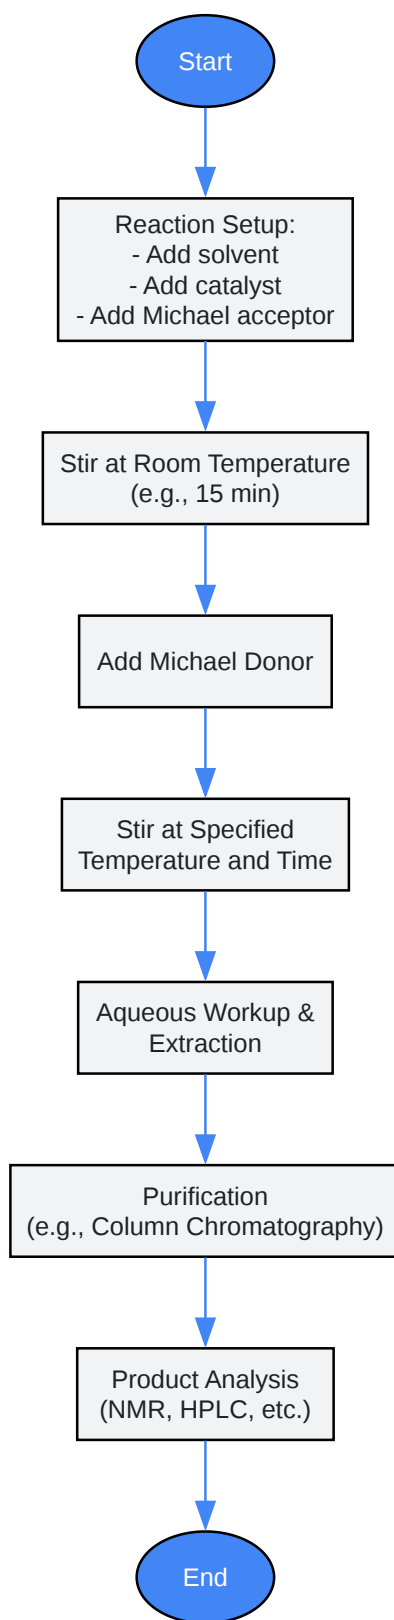 Start
Reaction Setup:
- Add solvent
- Add catalyst
- Add Michael acceptor
Stir at Room Temperature
(e.g., 15 min)
Add Michael Donor
Stir at Specified
Temperature and Time
Aqueous Workup &
Extraction
Purification
(e.g., Column Chromatography)
Product Analysis
(NMR, HPLC, etc.)
End